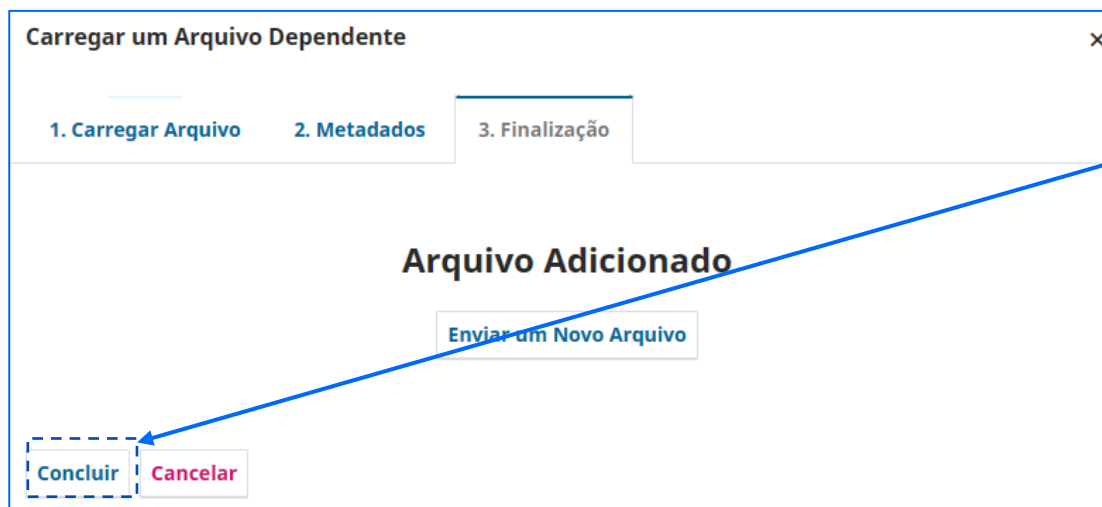 Carregar um Arquivo Dependente ×
1. Carregar Arquivo 2. Metadados 3. Finalização
Arquivo Adicionado
Enviar um Novo Arquivo
Concluir Cancelar